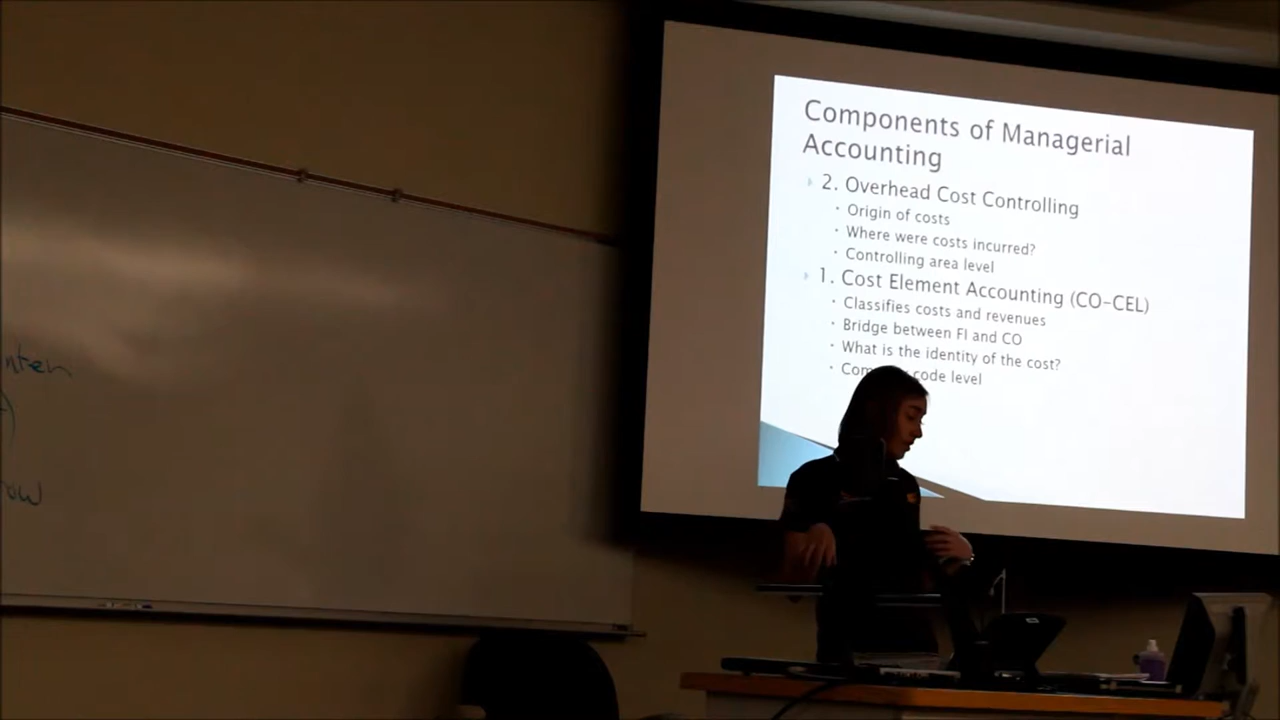 Components of Managerial
Accounting
2. Overhead Cost Controlling
· Origin of costs
· Where were costs incurred?
· Controlling area level
1. Cost Element Accounting (CO-CEL)
· Classifies costs and revenues
· Bridge between FI and CO
· What is the identity of the cost?
· code level